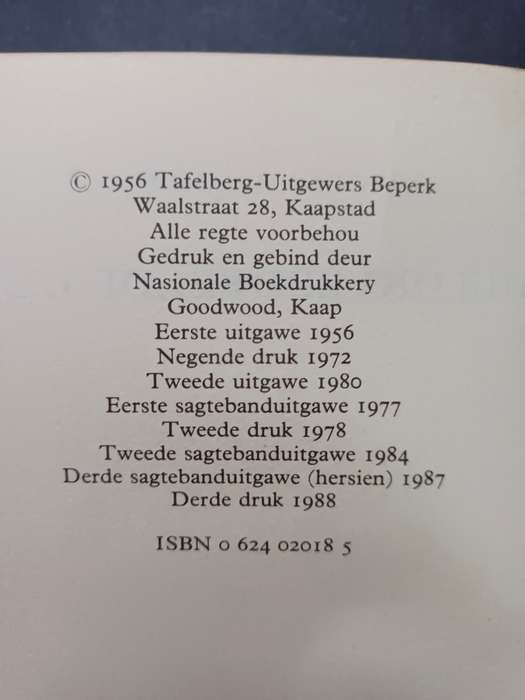 © 1956 Tafelberg-Uitgewers Beperk
Waalstraat 28, Kaapstad
Alle regte voorbehou
Gedruk en gebind deur
Nasionale Boekdrukkery
Goodwood, Kaap
Eerste uitgawe 1956
Negende druk 1972
Tweede uitgawe 1980
Eerste sagtebanduitgawe 1977
Tweede druk 1978
Tweede sagtebanduitgawe 1984
Derde sagtebanduitgawe (hersien) 1987
Derde druk 1988
ISBN 0 624 02018 5